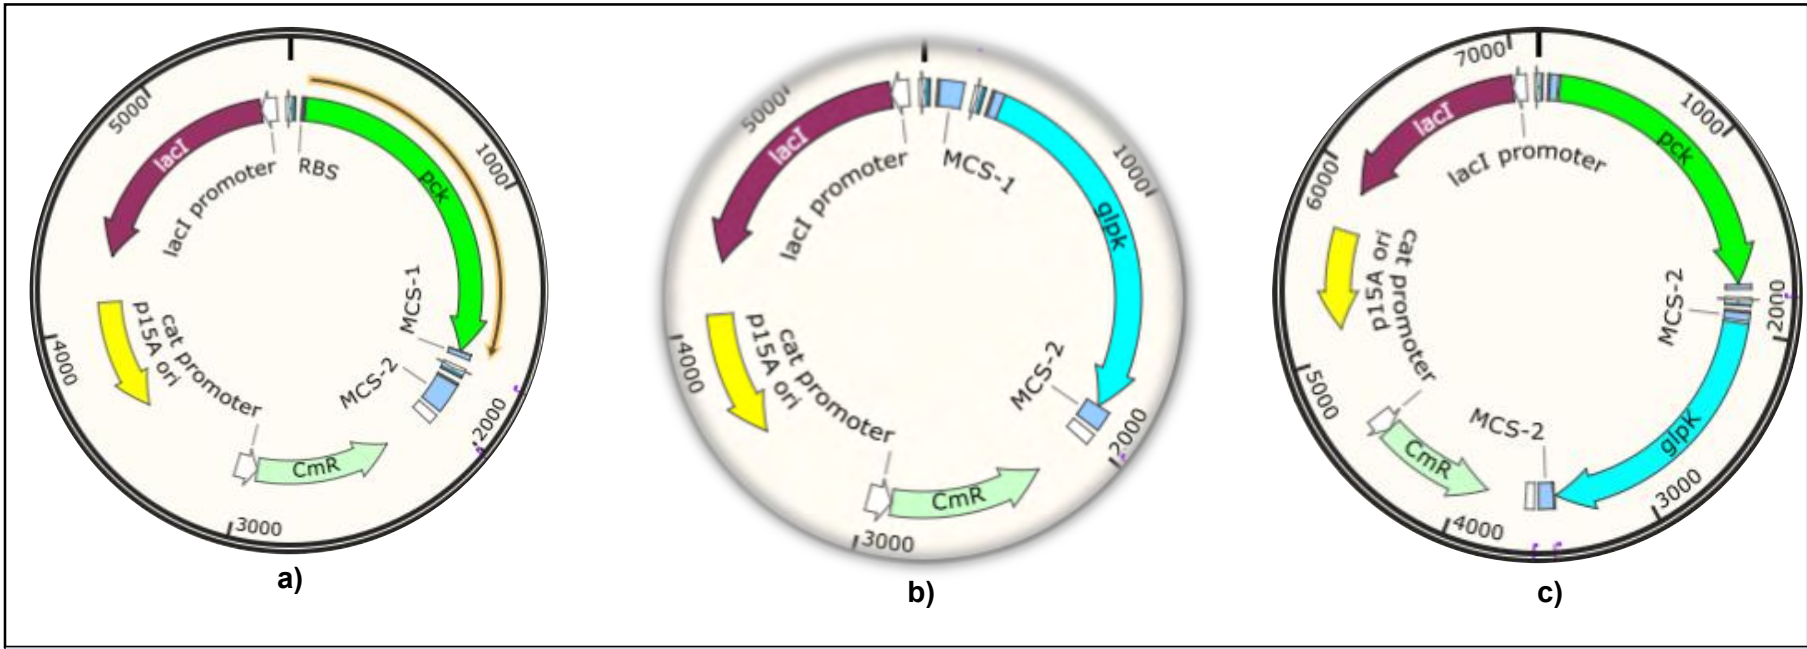 5000
lacI
lacI promoter
RBS
pck
1000
MCS-1
MCS-2
2000
4000
p15A ori
cat promoter
CmR
3000
a)
5000
lacI
lacI promoter
MCS-1
glpk
1000
MCS-2
2000
4000
p15A ori
cat promoter
CmR
3000
b)
7000
lacI
lacI promoter
pck
1000
6000
MCS-2
2000
p15A ori
cat promoter
5000
MCS-2
glpK
CmR
3000
4000
c)